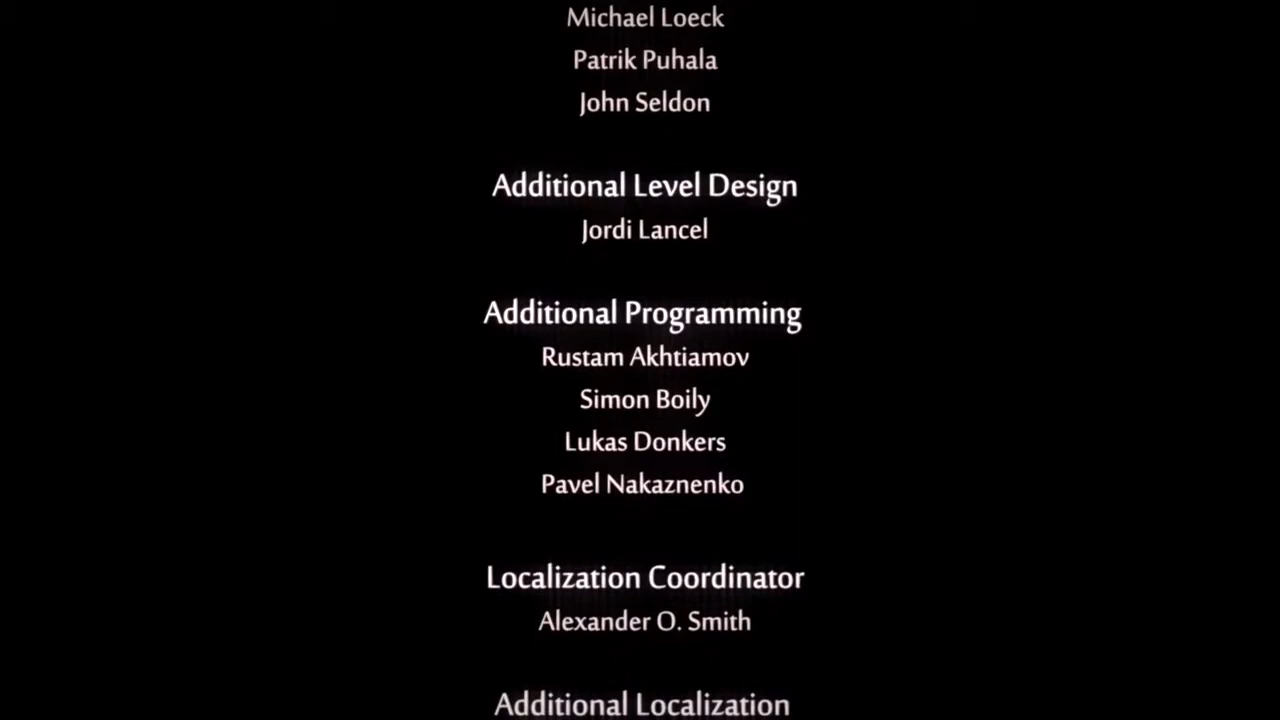 Michael Loeck
Patrik Puhala
John Seldon
Additional Level Design
Jordi Lancel
Additional Programming
Rustam Akhtiamov
Simon Boily
Lukas Donkers
Pavel Nakaznenko
Localization Coordinator
Alexander O. Smith
Additional Localization